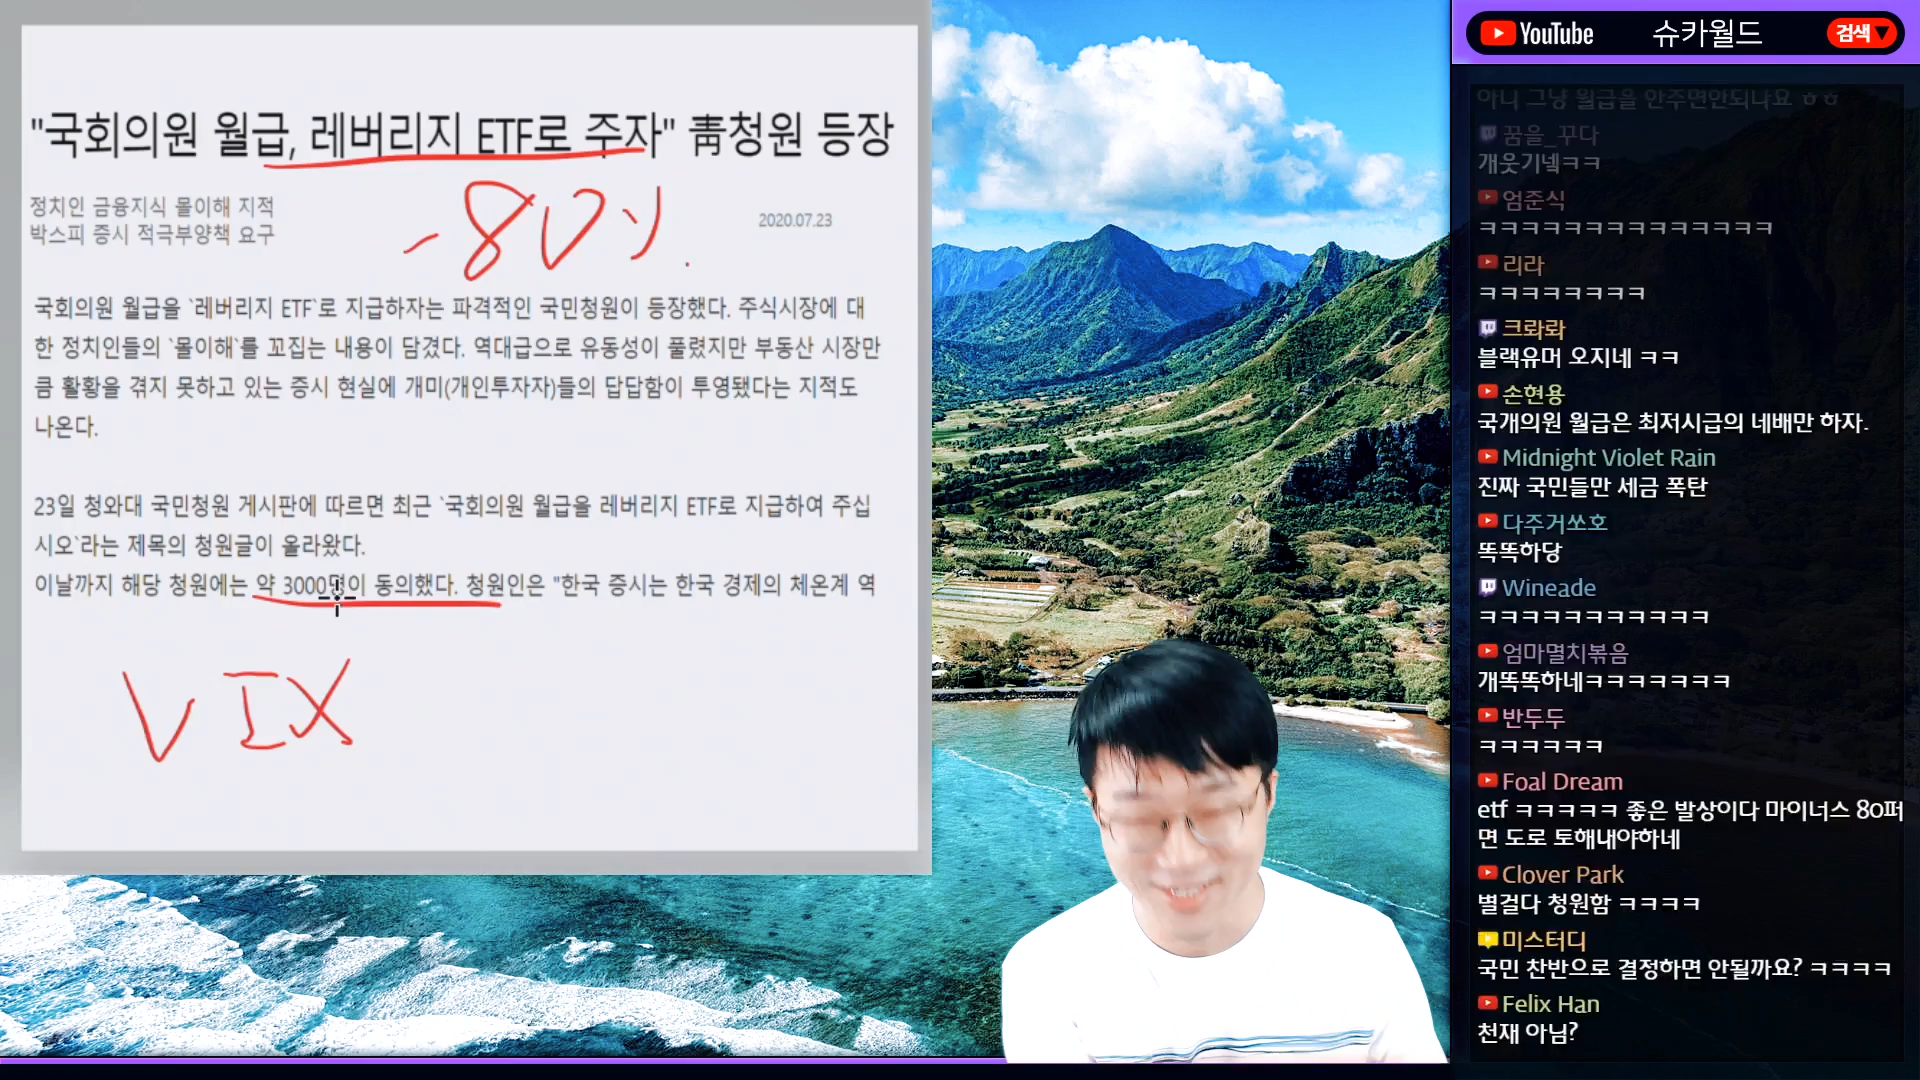 "국회의원 월급, 레버리지 ETF로 주자" 靑청원 등장
정치인 금융지식 몰이해 지적
박스피 증시 적극부양책 요구
2020.07.23
-80%
국회의원 월급을 `레버리지 ETF`로 지급하자는 파격적인 국민청원이 등장했다. 주식시장에 대
한 정치인들의 `몰이해`를 꼬집는 내용이 담겼다. 역대급으로 유동성이 풀렸지만 부동산 시장만
큼 활황을 겪지 못하고 있는 증시 현실에 개미(개인투자자)들의 답답함이 투영됐다는 지적도
나온다.
23일 청와대 국민청원 게시판에 따르면 최근 `국회의원 월급을 레버리지 ETF로 지급하여 주십
시오`라는 제목의 청원글이 올라왔다.
이날까지 해당 청원에는 약 3000명이 동의했다. 청원인은 "한국 증시는 한국 경제의 체온계 역
VIX
YouTube 슈카월드 검색▼
아니 그냥 월급을 안주면안되나요 ㅎㅎ
꿈을_꾸다
개웃기넼ㅋㅋ
엄준식
ㅋㅋㅋㅋㅋㅋㅋㅋㅋㅋㅋㅋㅋㅋ
리라
ㅋㅋㅋㅋㅋㅋㅋㅋ
크롸롸
블랙유머 오지네 ㅋㅋ
손현용
국개의원 월급은 최저시급의 네배만 하자.
Midnight Violet Rain
진짜 국민들만 세금 폭탄
다주거쏘호
똑똑하당
Wineade
ㅋㅋㅋㅋㅋㅋㅋㅋㅋㅋㅋ
엄마멸치볶음
개똑똑하네ㅋㅋㅋㅋㅋㅋㅋ
반두두
ㅋㅋㅋㅋㅋㅋ
Foal Dream
etf ㅋㅋㅋㅋㅋ 좋은 발상이다 마이너스 80퍼
면 도로 토해내야하네
Clover Park
별걸다 청원함 ㅋㅋㅋㅋ
미스터디
국민 찬반으로 결정하면 안될까요? ㅋㅋㅋㅋ
Felix Han
천재 아님?